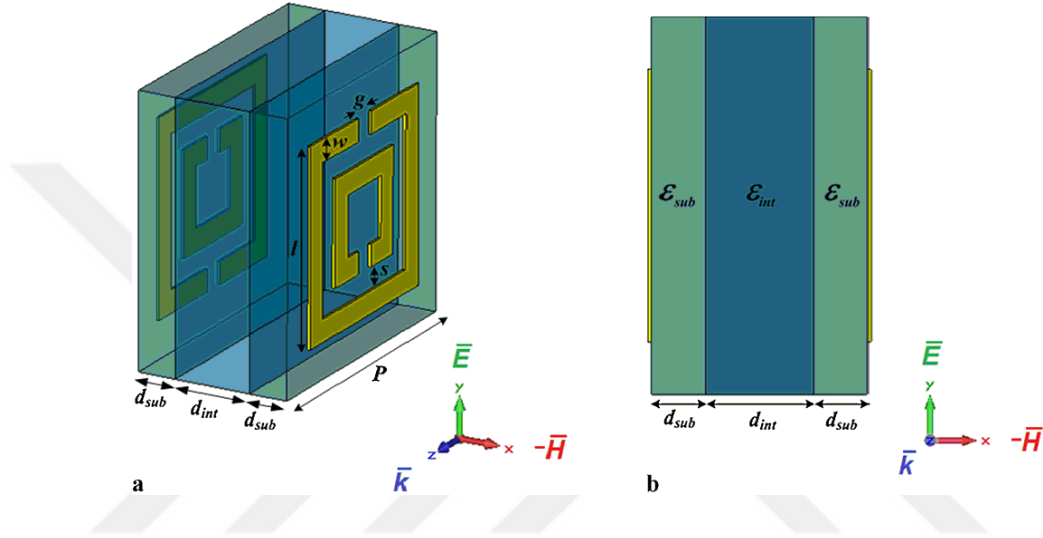 g
w
l
s
P
d_sub
d_int
d_sub
E̅
Y
X
-H̅
Z
k̅
a
ε_sub
ε_int
ε_sub
d_sub
d_int
d_sub
E̅
Y
Z
X
-H̅
k̅
b